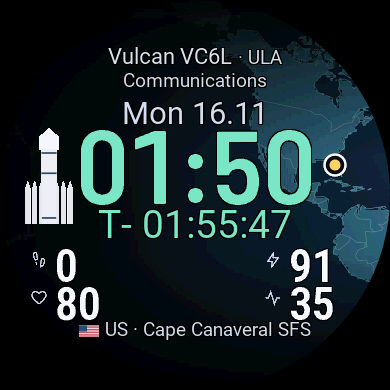 Vulcan VC6L · ULA
Communications
Mon 16.11
01:50
T- 01:55:47
0 91
80 35
US · Cape Canaveral SFS